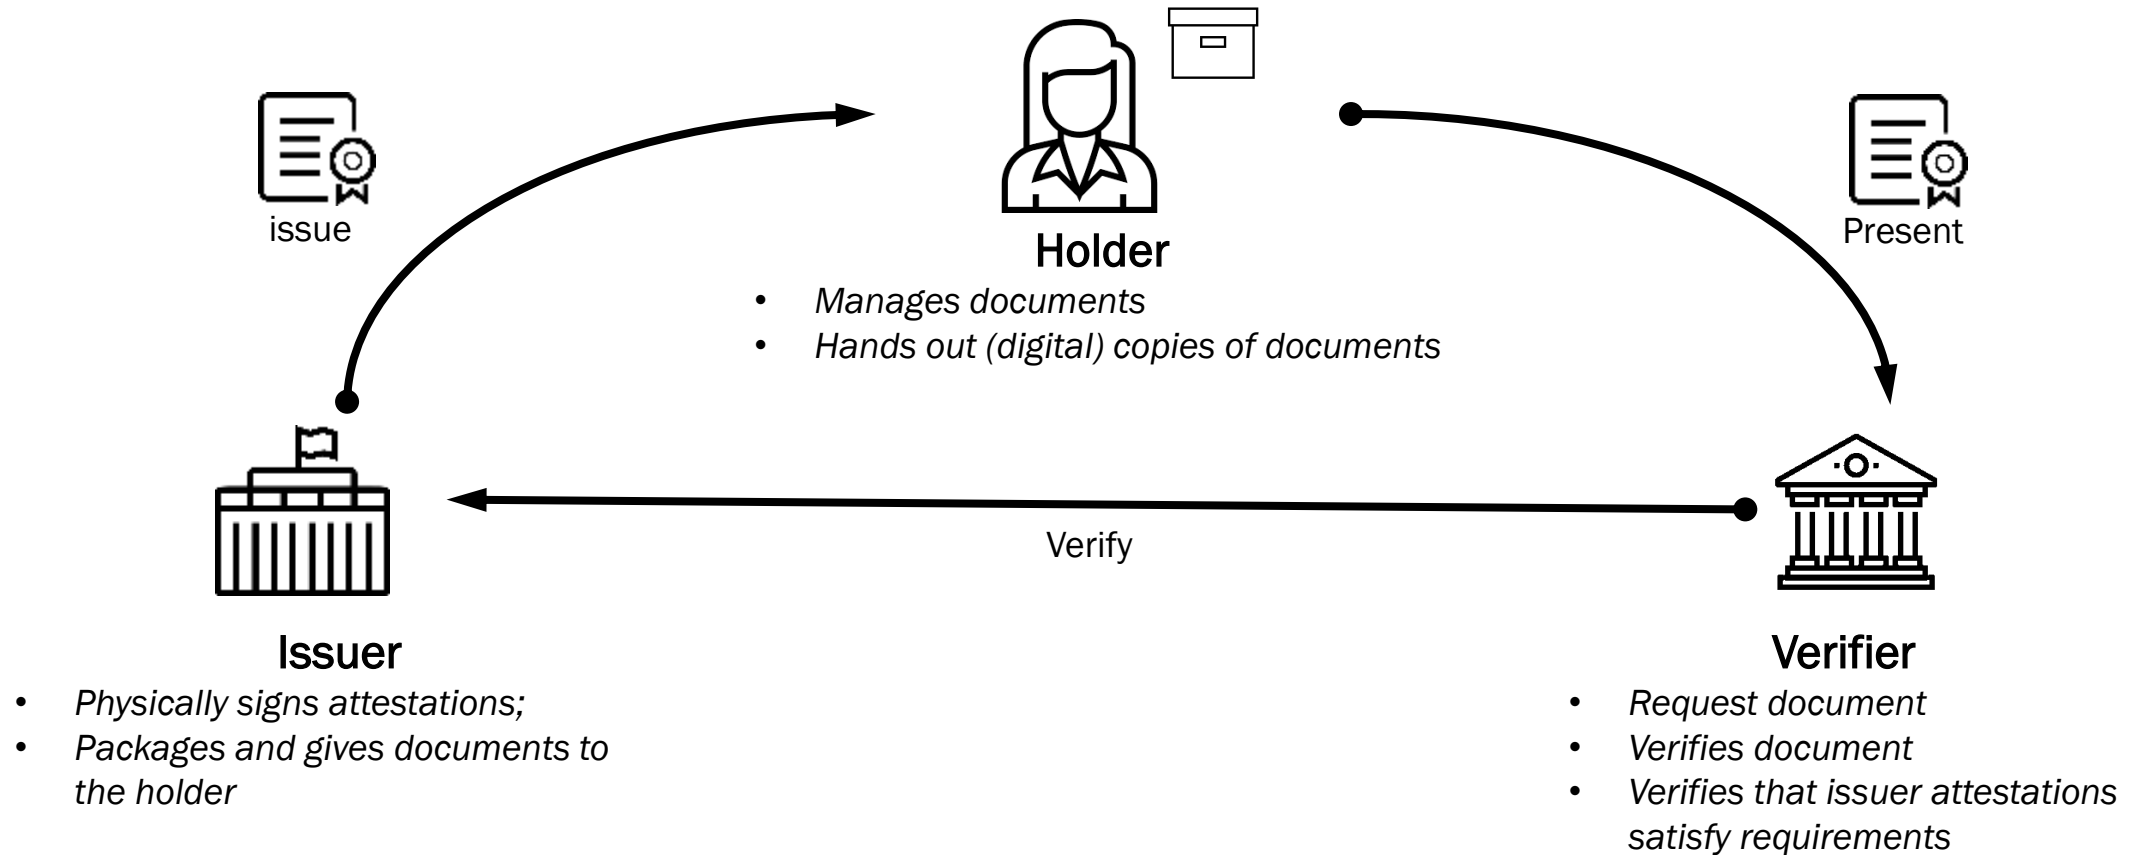 issue
Present
Holder
• Manages documents
• Hands out (digital) copies of documents
Verify
Issuer
• Physically signs attestations;
• Packages and gives documents to
the holder
Verifier
• Request document
• Verifies document
• Verifies that issuer attestations
satisfy requirements